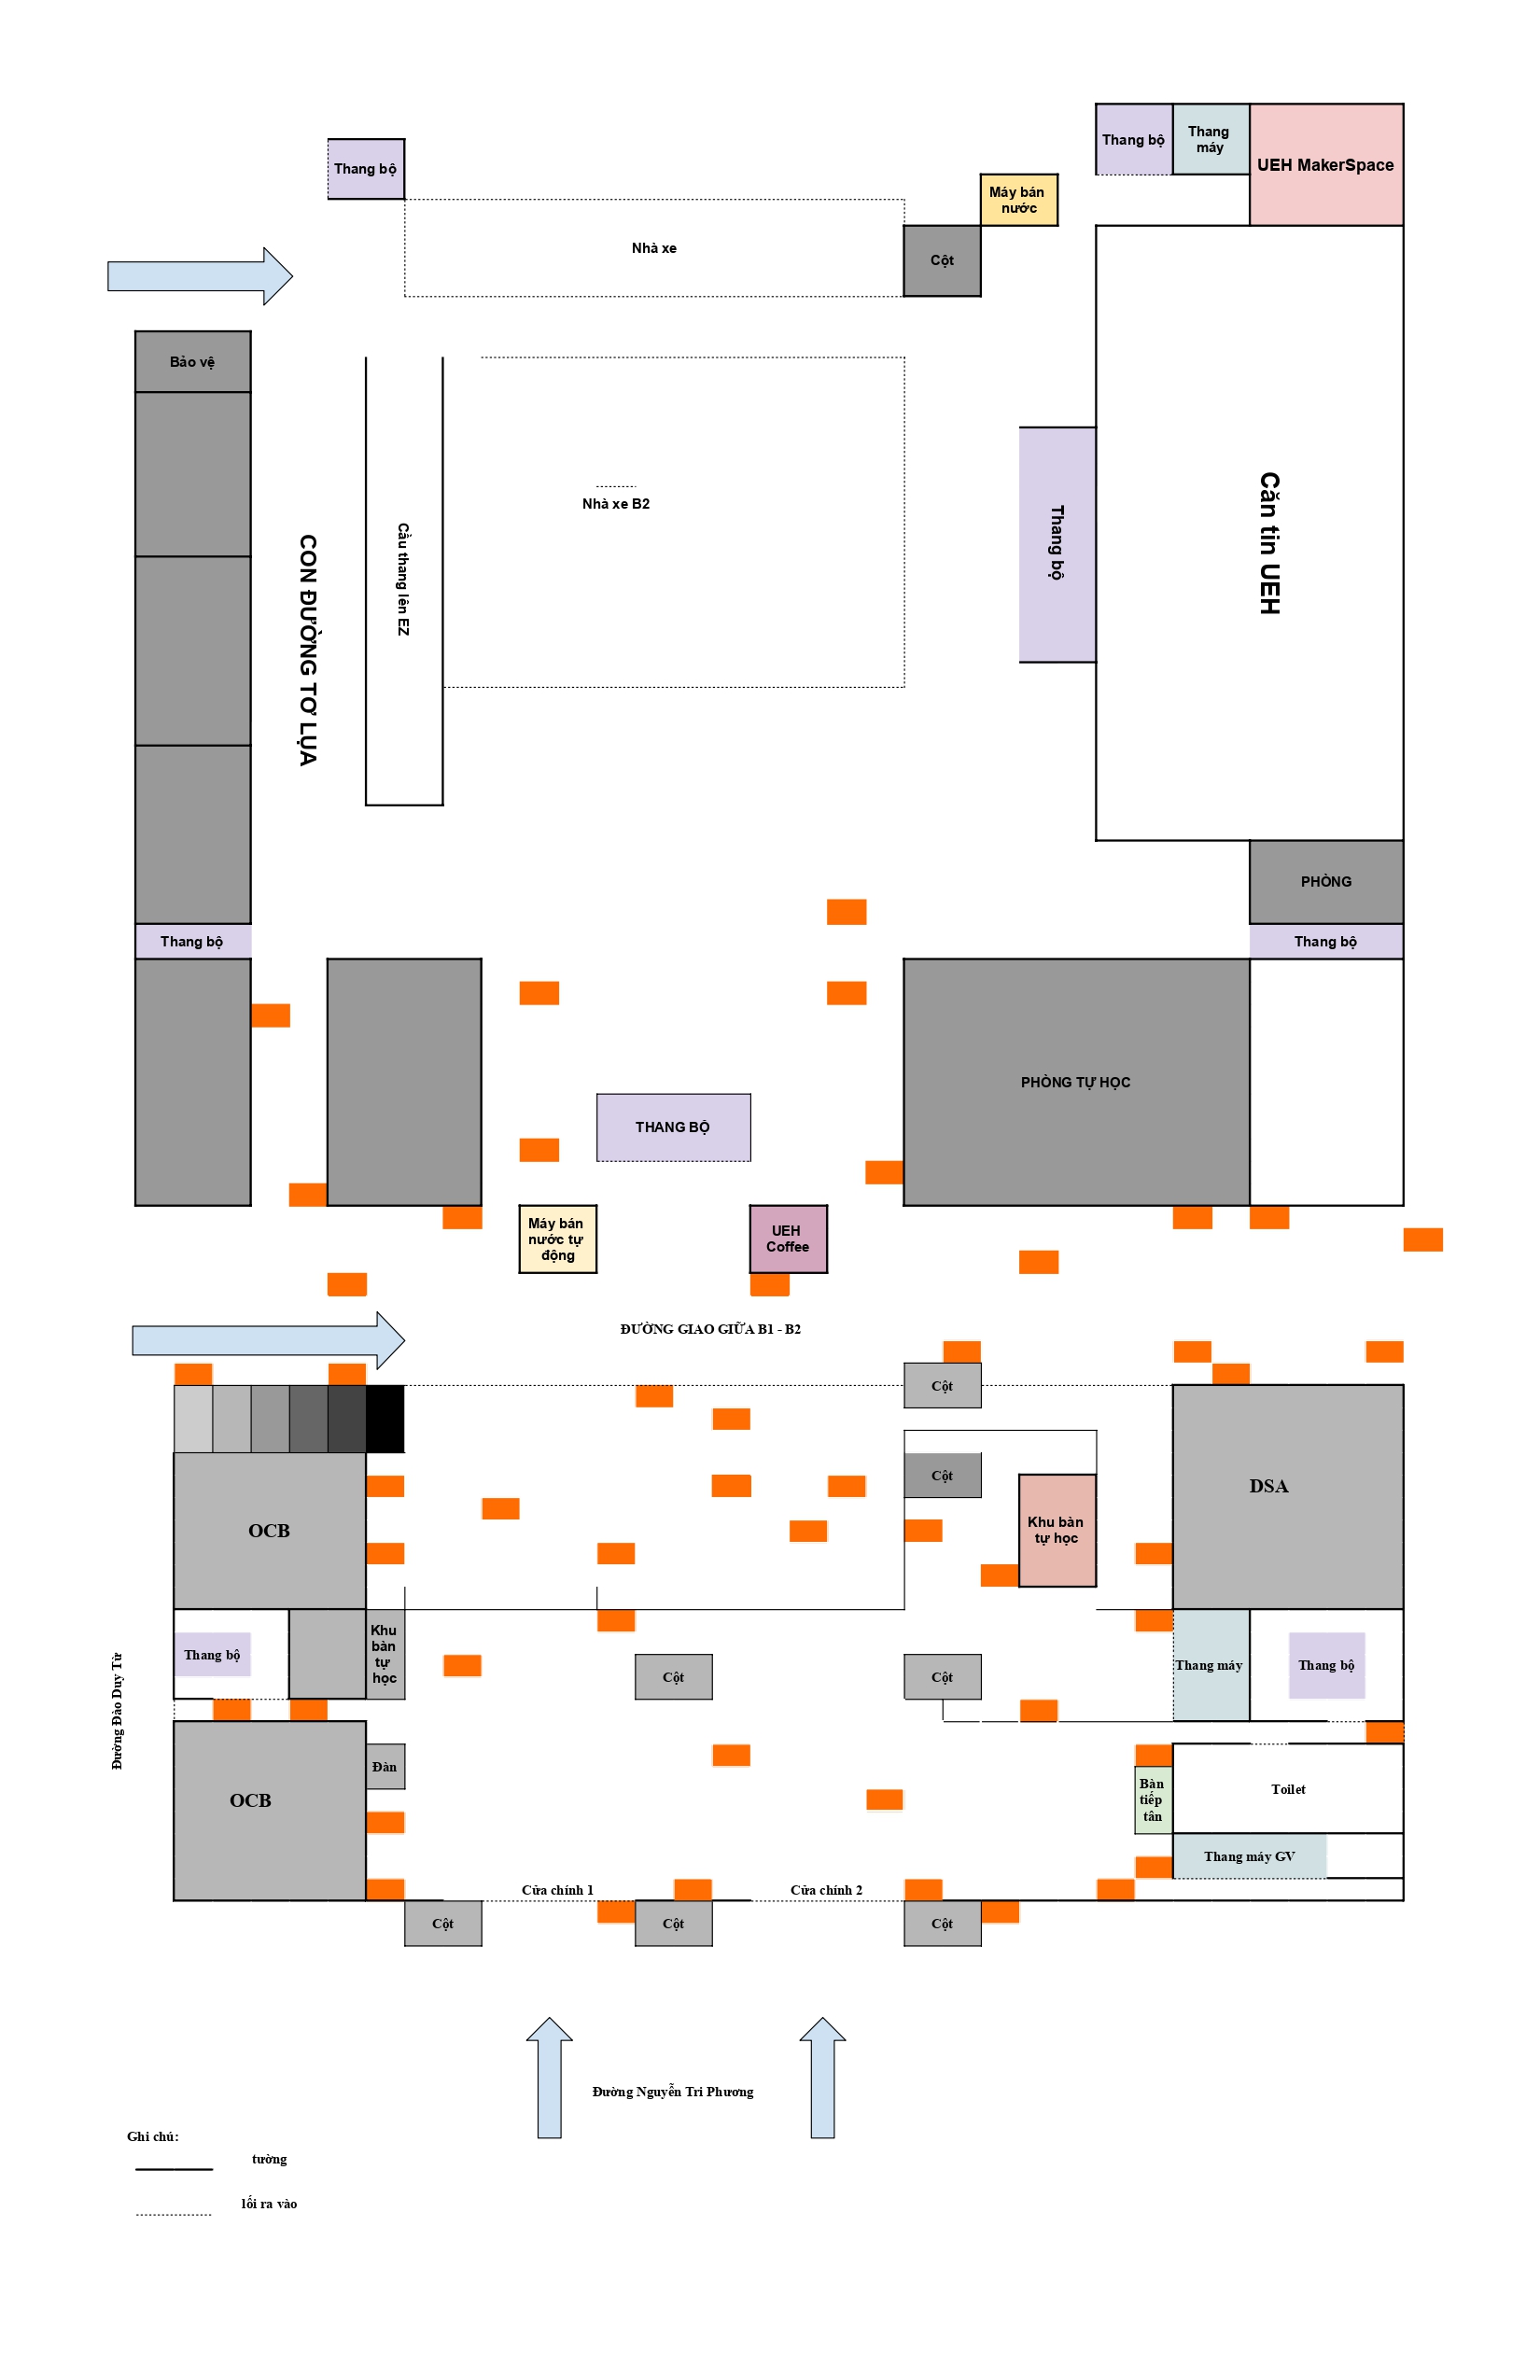 Thang bộ
Thang
máy
UEH MakerSpace
Thang bộ
Máy bán
nước
Nhà xe
Cột
Bảo vệ
Nhà xe B2
Căn tin UEH
Thang bộ
Cầu thang lên EZ
CON ĐƯỜNG TƠ LỤA
PHÒNG
Thang bộ
Thang bộ
PHÒNG TỰ HỌC
THANG BỘ
Máy bán
nước tự
động
UEH
Coffee
ĐƯỜNG GIAO GIỮA B1 - B2
Cột
Cột
DSA
Khu bàn
tự học
OCB
Khu
bàn
tự
học
Thang bộ
Cột
Cột
Thang máy
Thang bộ
Đường Đào Duy Từ
Đàn
OCB
Bàn
tiếp
tân
Toilet
Thang máy GV
Cửa chính 1
Cửa chính 2
Cột
Cột
Cột
Đường Nguyễn Tri Phương
Ghi chú:
tường
lối ra vào